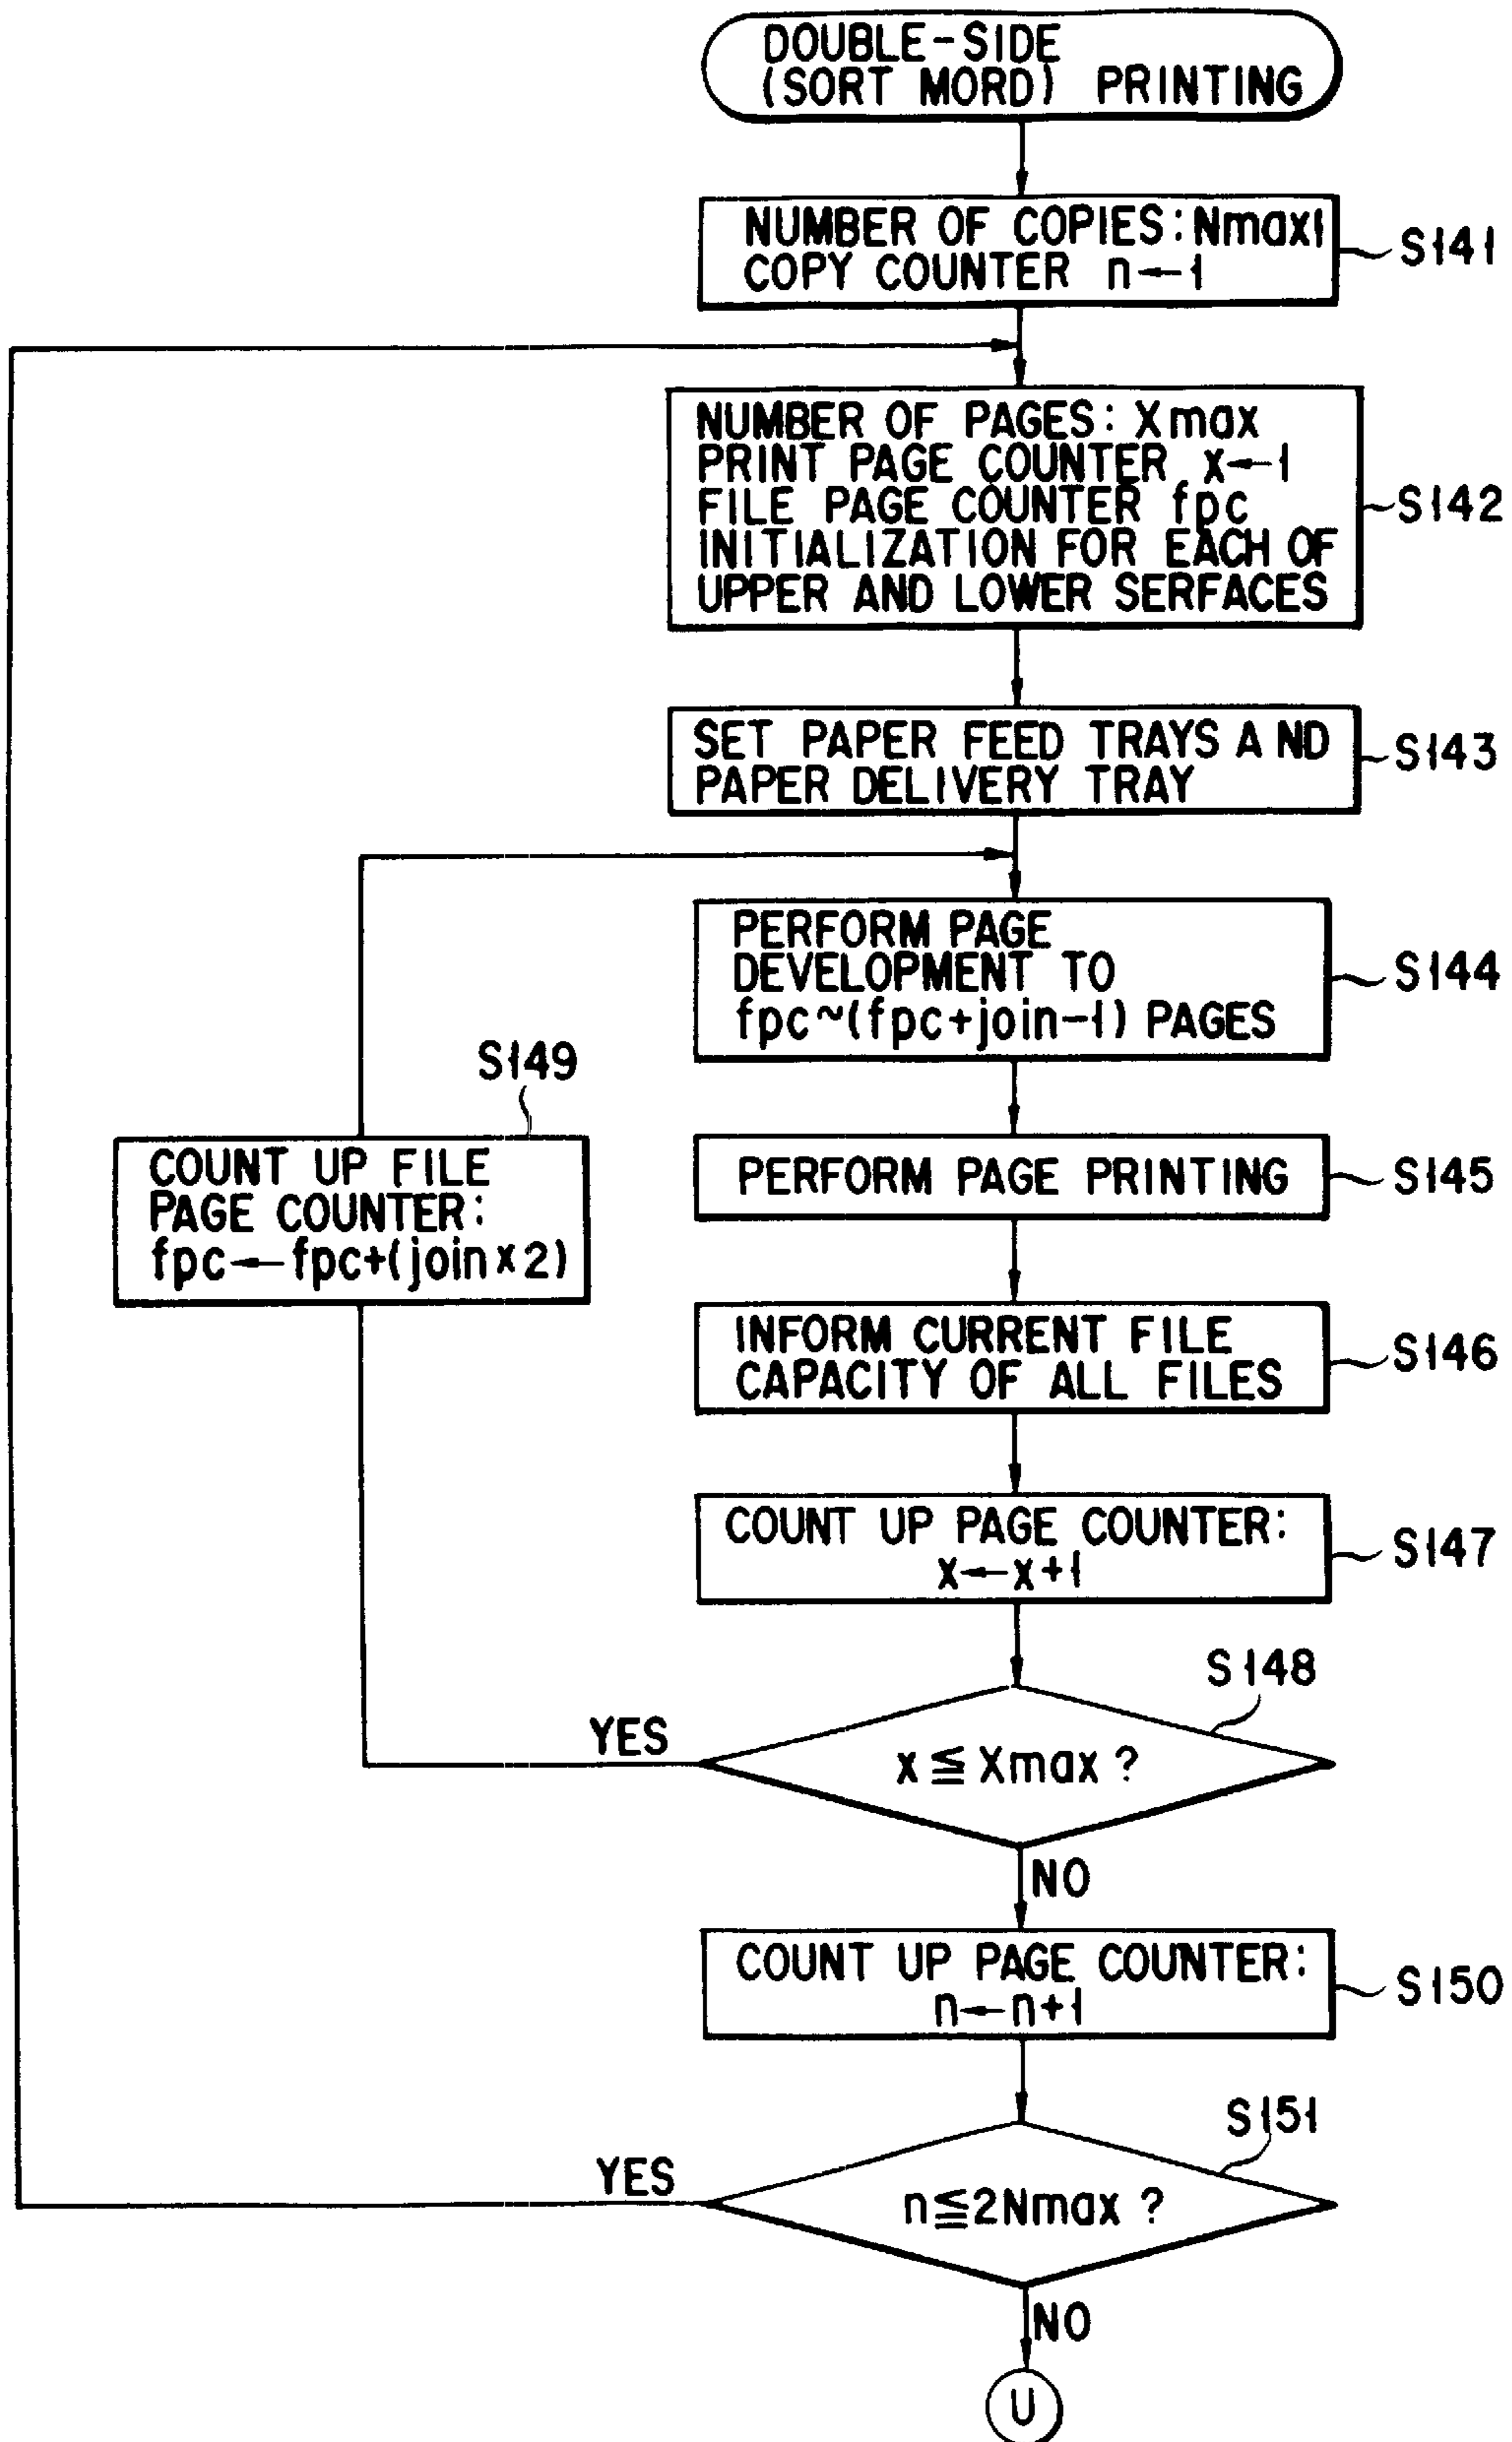 DOUBLE-SIDE
(SORT MORD) PRINTING
NUMBER OF COPIES: Nmax1
COPY COUNTER n←1
S141
NUMBER OF PAGES: Xmax
PRINT PAGE COUNTER x←1
FILE PAGE COUNTER fpc
INITIALIZATION FOR EACH OF
UPPER AND LOWER SERFACES
S142
SET PAPER FEED TRAYS A ND
PAPER DELIVERY TRAY
S143
PERFORM PAGE
DEVELOPMENT TO
fpc~(fpc+join-1) PAGES
S144
S149
COUNT UP FILE
PAGE COUNTER:
fpc←fpc+(join×2)
PERFORM PAGE PRINTING
S145
INFORM CURRENT FILE
CAPACITY OF ALL FILES
S146
COUNT UP PAGE COUNTER:
x←x+1
S147
S148
YES
x≦Xmax ?
NO
COUNT UP PAGE COUNTER:
n←n+1
S150
S151
YES
n≦2Nmax ?
NO
U